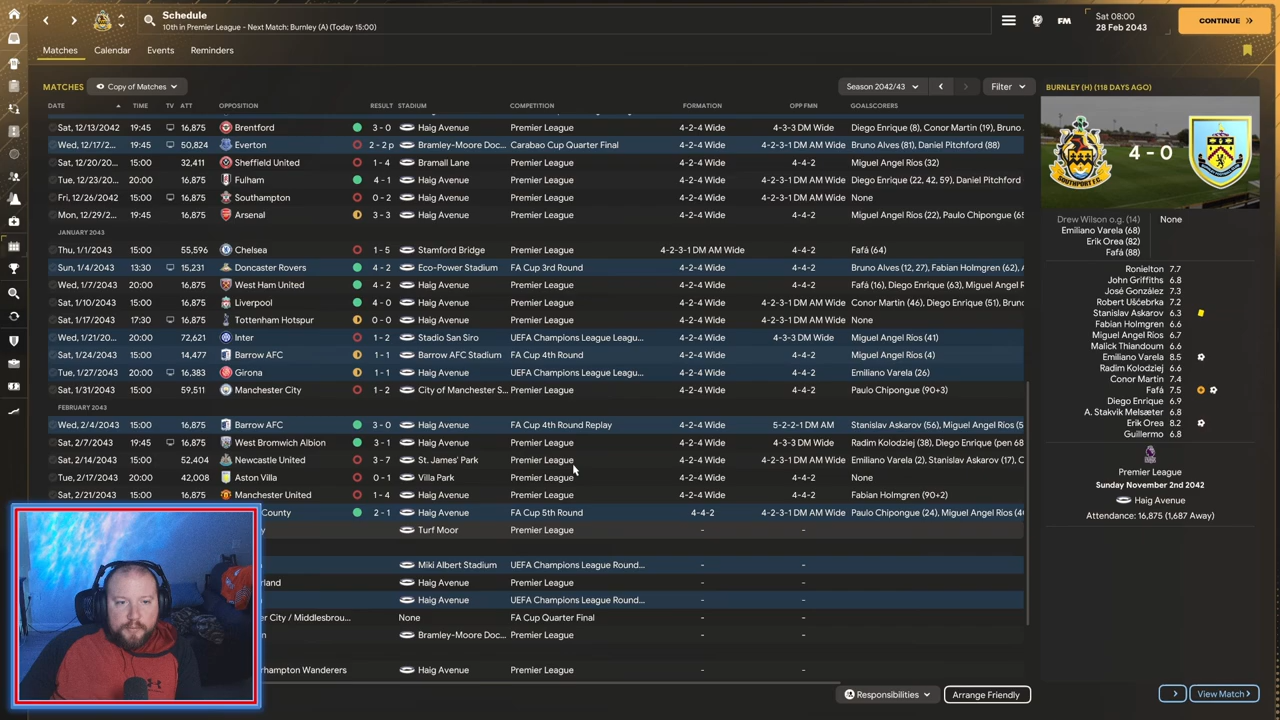 Schedule
10th in Premier League - Next Match: Burnley (A) (Today 15:00)
FM
Sat 08:00
28 Feb 2043
CONTINUE
Matches Calendar Events Reminders
MATCHES Copy of Matches Season 2042/43 Filter
DATE TIME TV ATT OPPOSITION RESULT STADIUM COMPETITION FORMATION OPP FMN GOALSCORERS
Sat, 12/13/2042 19:45 16,875 Brentford 3 - 0 Haig Avenue Premier League 4-2-4 Wide 4-3-3 DM Wide Diego Enrique (8), Conor Martin (19), Bruno
Wed, 12/17/2... 19:45 50,824 Everton 2 - 2 p Bramley-Moore Doc... Carabao Cup Quarter Final 4-2-4 Wide 4-2-3-1 DM AM Wide Bruno Alves (81), Daniel Pitchford (88)
Sat, 12/20/20... 15:00 32,411 Sheffield United 1 - 4 Bramall Lane Premier League 4-2-4 Wide 4-4-2 Miguel Angel Ríos (32)
Tue, 12/23/20... 20:00 16,875 Fulham 4 - 1 Haig Avenue Premier League 4-2-4 Wide 4-4-2 Diego Enrique (22, 42, 59), Daniel Pitchford
Fri, 12/26/2042 15:00 16,875 Southampton 0 - 2 Haig Avenue Premier League 4-2-4 Wide 4-4-2 None
Mon, 12/29/2... 19:45 16,875 Arsenal 3 - 3 Haig Avenue Premier League 4-2-4 Wide 4-4-2 Miguel Angel Ríos (22), Paulo Chipongue (65
JANUARY 2043
Thu, 1/1/2043 15:00 55,596 Chelsea 1 - 5 Stamford Bridge Premier League 4-2-3-1 DM AM Wide 4-4-2 Fafá (64)
Sun, 1/4/2043 13:30 15,231 Doncaster Rovers 4 - 2 Eco-Power Stadium FA Cup 3rd Round 4-2-4 Wide 4-4-2 Bruno Alves (12, 27), Fabian Holmgren (62), 
Wed, 1/7/2043 20:00 16,875 West Ham United 4 - 2 Haig Avenue Premier League 4-2-4 Wide 4-4-2 Fafá (16), Diego Enrique (63), Miguel Angel R
Sat, 1/10/2043 15:00 16,875 Liverpool 4 - 0 Haig Avenue Premier League 4-2-4 Wide 4-2-3-1 DM AM Wide Conor Martin (46), Diego Enrique (51), Bruno
Sat, 1/17/2043 17:30 16,875 Tottenham Hotspur 0 - 0 Haig Avenue Premier League 4-2-4 Wide 4-2-3-1 DM AM Wide None
Wed, 1/21/20... 20:00 72,621 Inter 1 - 2 Stadio San Siro UEFA Champions League Leagu... 4-2-4 Wide 4-3-3 DM Wide Miguel Angel Ríos (41)
Sat, 1/24/2043 15:00 14,477 Barrow AFC 1 - 1 Barrow AFC Stadium FA Cup 4th Round 4-2-4 Wide 4-4-2 Miguel Angel Ríos (4)
Tue, 1/27/2043 20:00 16,383 Girona 1 - 1 Haig Avenue UEFA Champions League Leagu... 4-2-4 Wide 4-4-2 Emiliano Varela (26)
Sat, 1/31/2043 15:00 59,511 Manchester City 1 - 2 City of Manchester S... Premier League 4-2-4 Wide 4-4-2 Paulo Chipongue (90+3)
FEBRUARY 2043
Wed, 2/4/2043 15:00 16,875 Barrow AFC 3 - 0 Haig Avenue FA Cup 4th Round Replay 4-2-4 Wide 5-2-2-1 DM AM Stanislav Askarov (56), Miguel Angel Ríos (
Sat, 2/7/2043 19:45 16,875 West Bromwich Albion 3 - 1 Haig Avenue Premier League 4-2-4 Wide 4-3-3 DM Wide Radim Kolodziej (38), Diego Enrique (pen 68
Sat, 2/14/2043 15:00 52,404 Newcastle United 3 - 7 St. James' Park Premier League 4-2-4 Wide 4-2-3-1 DM AM Wide Emiliano Varela (2), Stanislav Askarov (17), C
Tue, 2/17/2043 20:00 42,008 Aston Villa 0 - 1 Villa Park Premier League 4-2-4 Wide 4-4-2 None
Sat, 2/21/2043 15:00 16,875 Manchester United 1 - 4 Haig Avenue Premier League 4-2-4 Wide 4-2-3-1 DM AM Wide Fabian Holmgren (90+2)
County 2 - 1 Haig Avenue FA Cup 5th Round 4-4-2 4-2-3-1 DM AM Wide Paulo Chipongue (24), Miguel Angel Ríos (40
y Turf Moor Premier League - -
Miki Albert Stadium UEFA Champions League Round... - -
rland Haig Avenue Premier League - -
Haig Avenue UEFA Champions League Round... - -
er City / Middlesbrou... None FA Cup Quarter Final - -
n Bramley-Moore Doc... Premier League - -
rhampton Wanderers Haig Avenue Premier League - -
Responsibilities Arrange Friendly
BURNLEY (H) (118 DAYS AGO)
SOUTHPORT F.C.
4 - 0
Drew Wilson o.g. (14) None
Emiliano Varela (68)
Erik Orea (82)
Fafá (88)
Ronielton 7.7
John Griffiths 6.8
José González 7.3
Robert Ušćebrka 7.2
Stanislav Askarov 6.3
Fabian Holmgren 6.6
Miguel Angel Ríos 6.7
Malick Thiandoum 6.6
Emiliano Varela 8.5
Radim Kolodziej 6.6
Conor Martin 7.4
Fafá 7.5
Diego Enrique 6.9
A. Stakvik Melsæter 6.8
Erik Orea 8.2
Guillermo 6.8
Premier League
Sunday November 2nd 2042
Haig Avenue
Attendance: 16,875 (1,687 Away)
View Match